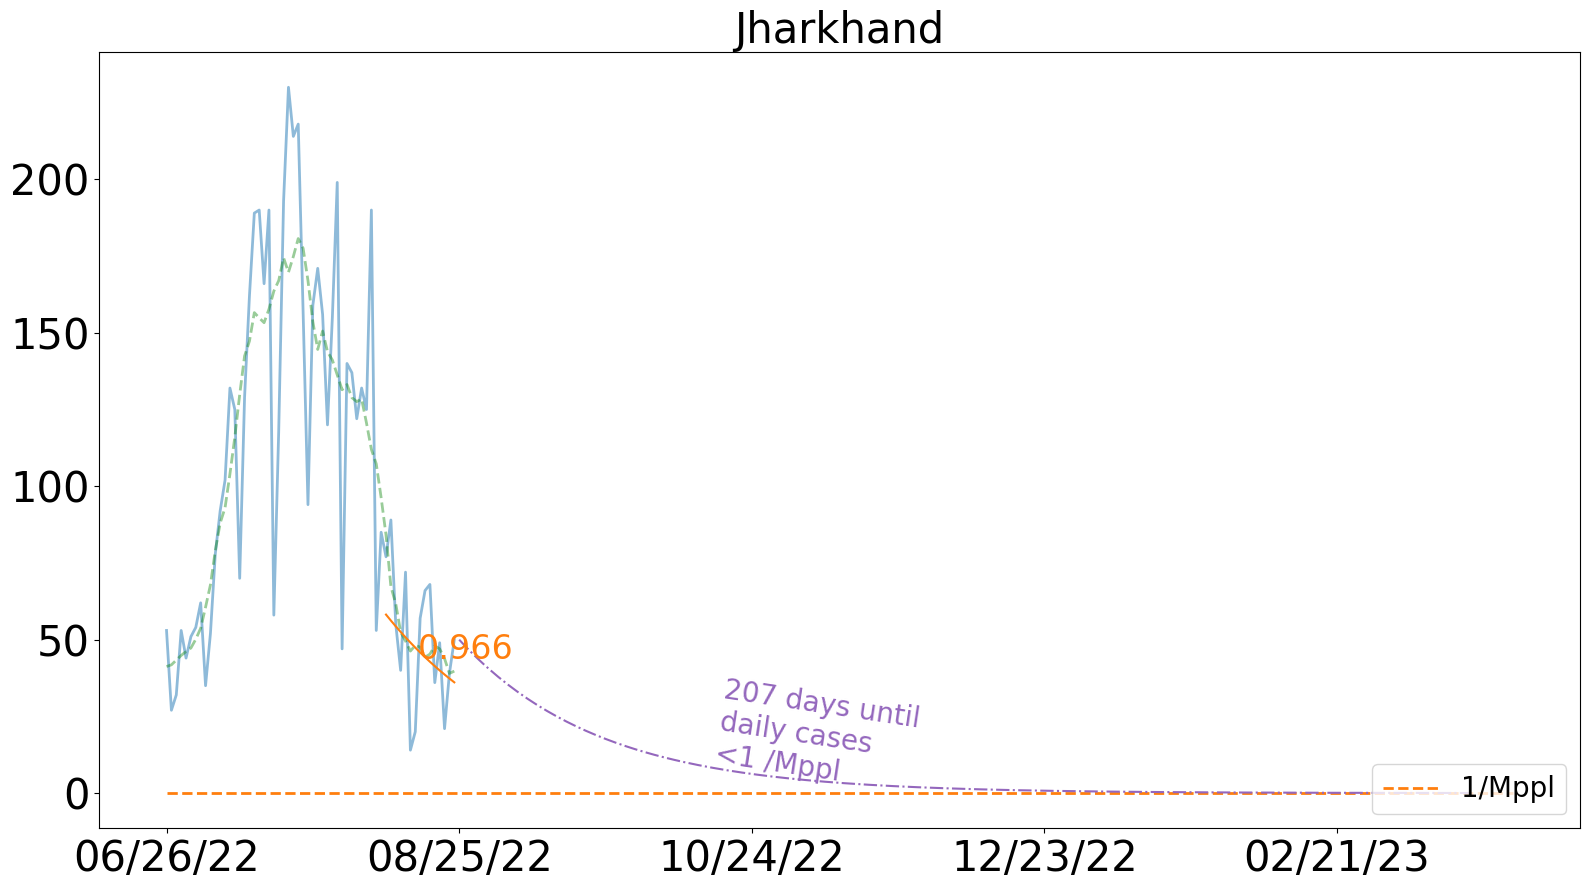 Jharkhand
200
150
100
50
0
0.966
207 days until
daily cases
<1 /Mppl
1/Mppl
06/26/22
08/25/22
10/24/22
12/23/22
02/21/23